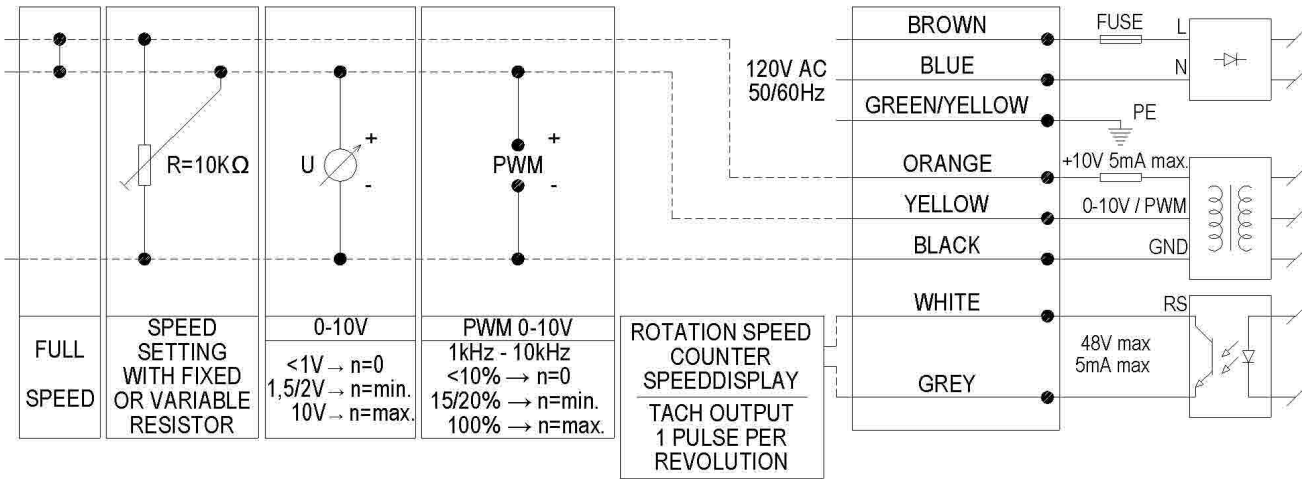 FULL
SPEED
R=10KΩ
SPEED
SETTING
WITH FIXED
OR VARIABLE
RESISTOR
U
+
-
0-10V
<1V → n=0
1,5/2V → n=min.
10V → n=max.
+
PWM
-
PWM 0-10V
1kHz - 10kHz
<10% → n=0
15/20% → n=min.
100% → n=max.
ROTATION SPEED
COUNTER
SPEEDDISPLAY
TACH OUTPUT
1 PULSE PER
REVOLUTION
120V AC
50/60Hz
BROWN
BLUE
GREEN/YELLOW
ORANGE
YELLOW
BLACK
WHITE
GREY
FUSE
L
N
PE
+10V 5mA max.
0-10V / PWM
GND
RS
48V max
5mA max